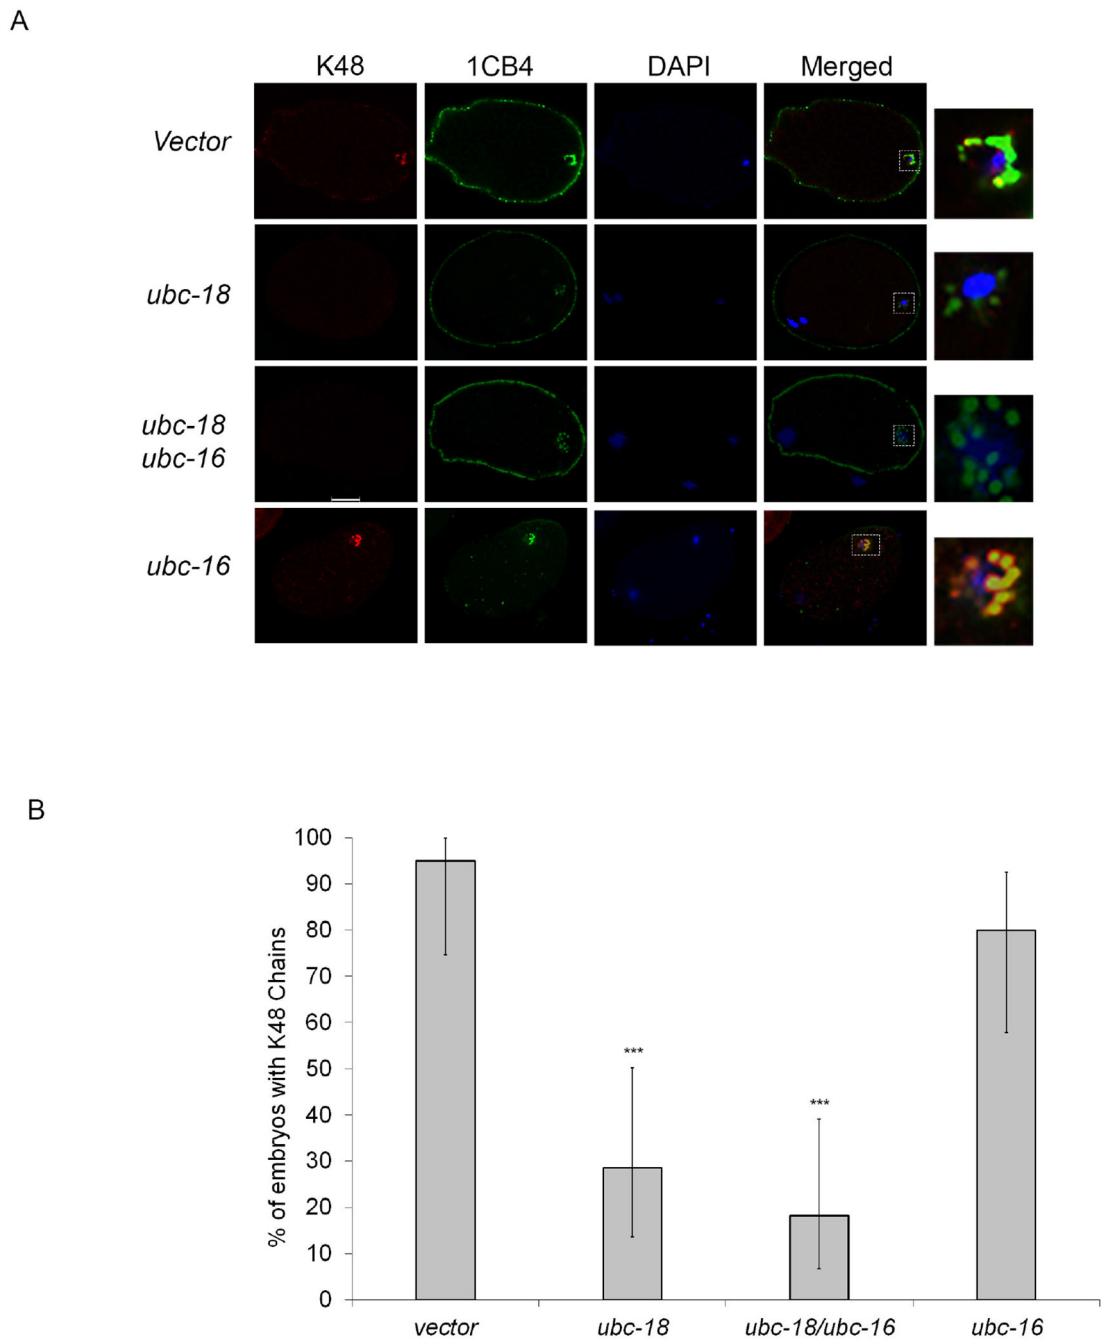 A
K48 1CB4 DAPI Merged
Vector
ubc-18
ubc-18
ubc-16
ubc-16
B
% of embryos with K48 Chains
100
90
80
70
60
50
40
30
20
10
0
***
***
vector ubc-18 ubc-18/ubc-16 ubc-16